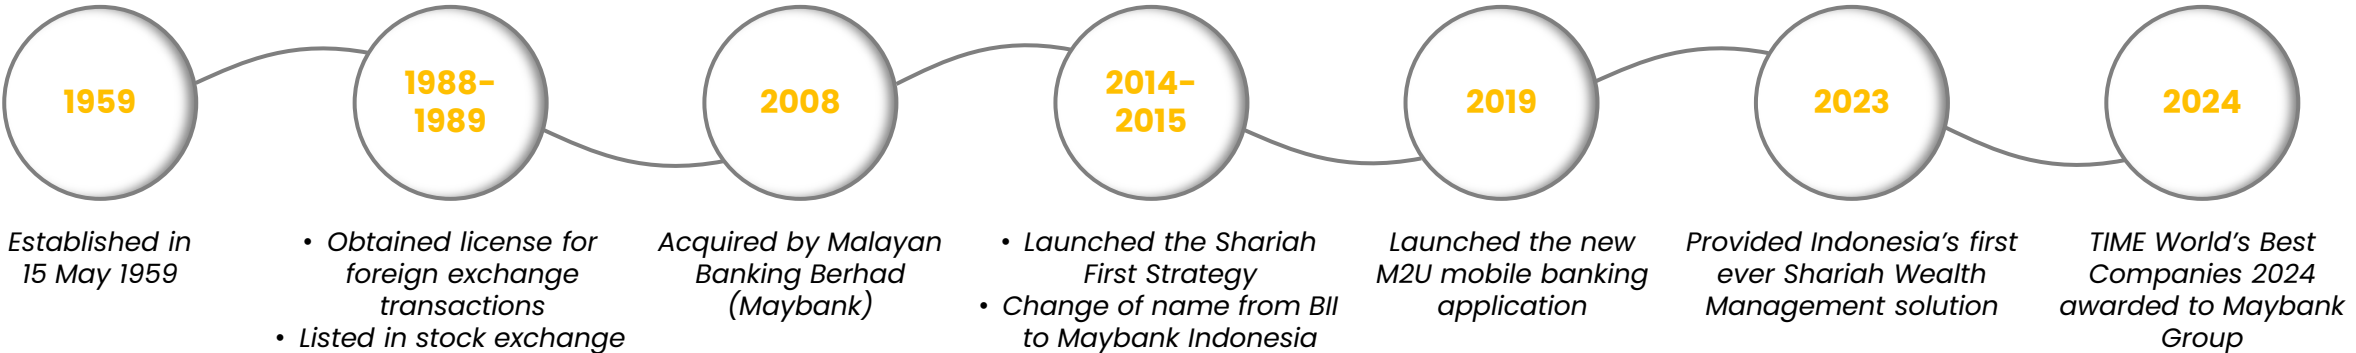 1959
1988-
1989
2008
2014-
2015
2019
2023
2024
Established in
15 May 1959
• Obtained license for
foreign exchange
transactions
• Listed in stock exchange
Acquired by Malayan
Banking Berhad
(Maybank)
• Launched the Shariah
First Strategy
• Change of name from BII
to Maybank Indonesia
Launched the new
M2U mobile banking
application
Provided Indonesia’s first
ever Shariah Wealth
Management solution
TIME World’s Best
Companies 2024
awarded to Maybank
Group